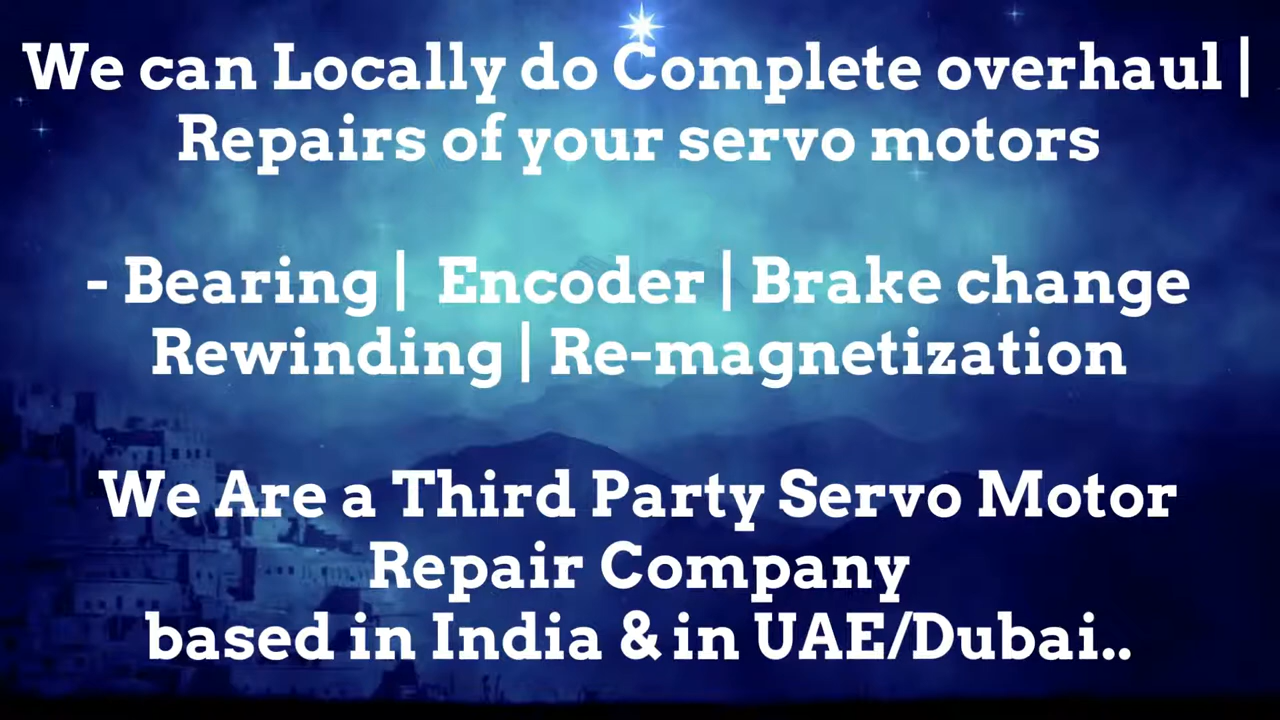 We can Locally do Complete overhaul |
Repairs of your servo motors
- Bearing |  Encoder | Brake change
Rewinding | Re-magnetization
We Are a Third Party Servo Motor
Repair Company
based in India & in UAE/Dubai..